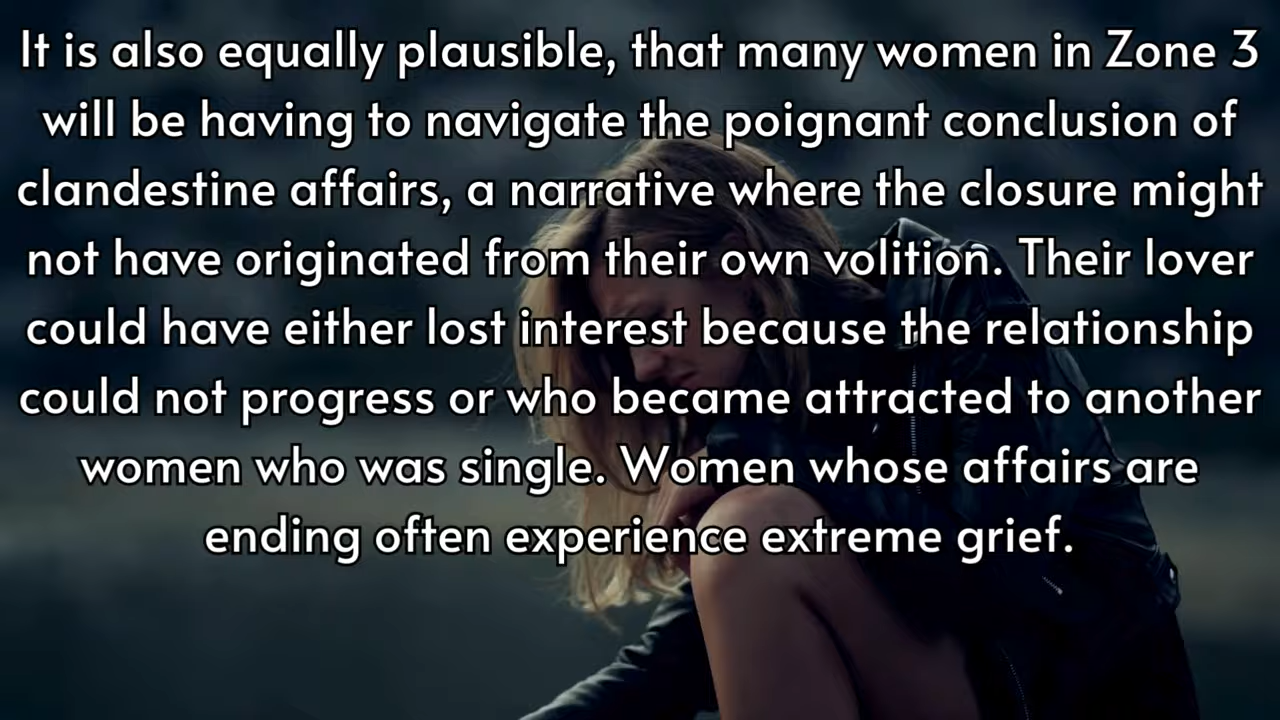 It is also equally plausible, that many women in Zone 3
will be having to navigate the poignant conclusion of
clandestine affairs, a narrative where the closure might
not have originated from their own volition. Their lover
could have either lost interest because the relationship
could not progress or who became attracted to another
women who was single. Women whose affairs are
ending often experience extreme grief.